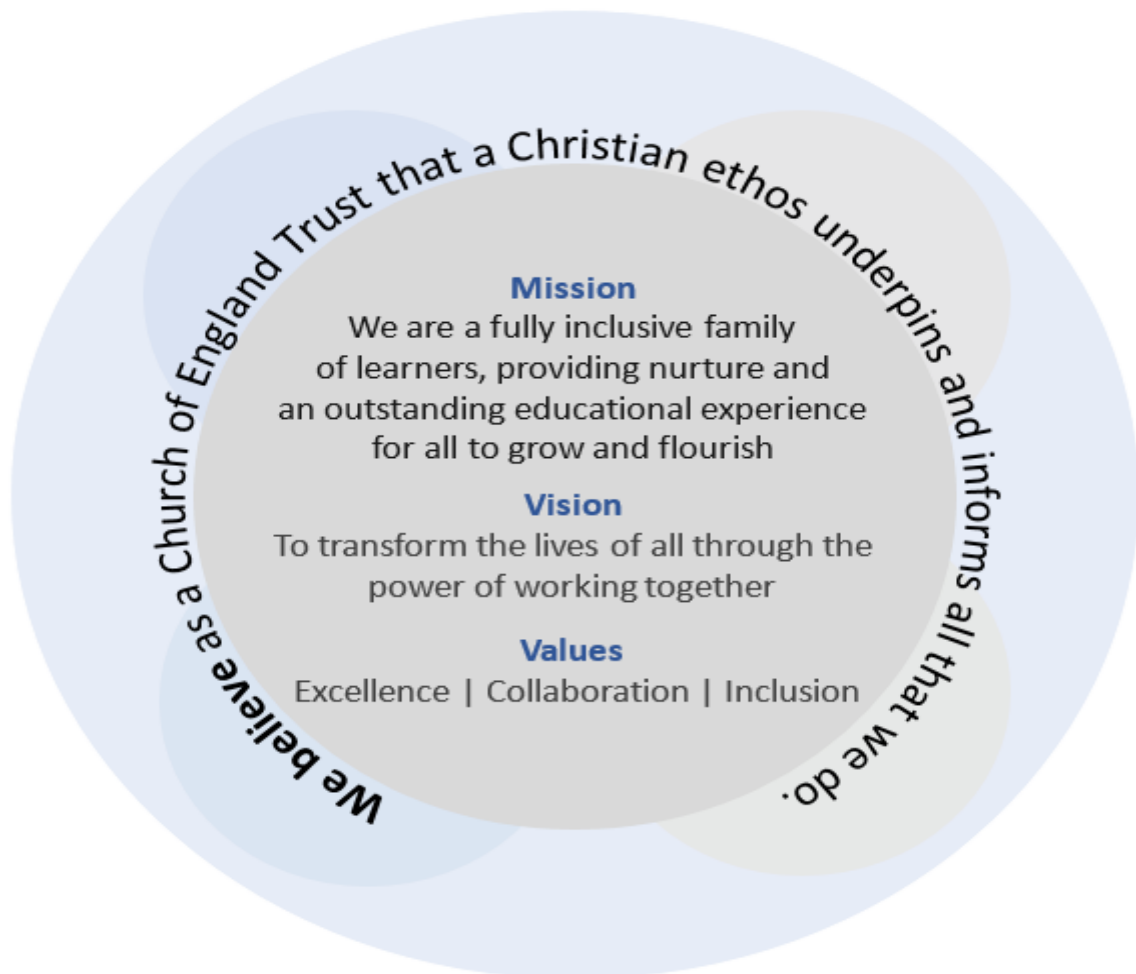 We believe as a Church of England Trust that a Christian ethos underpins and informs all that we do.
Mission
We are a fully inclusive family
of learners, providing nurture and
an outstanding educational experience
for all to grow and flourish
Vision
To transform the lives of all through the
power of working together
Values
Excellence | Collaboration | Inclusion